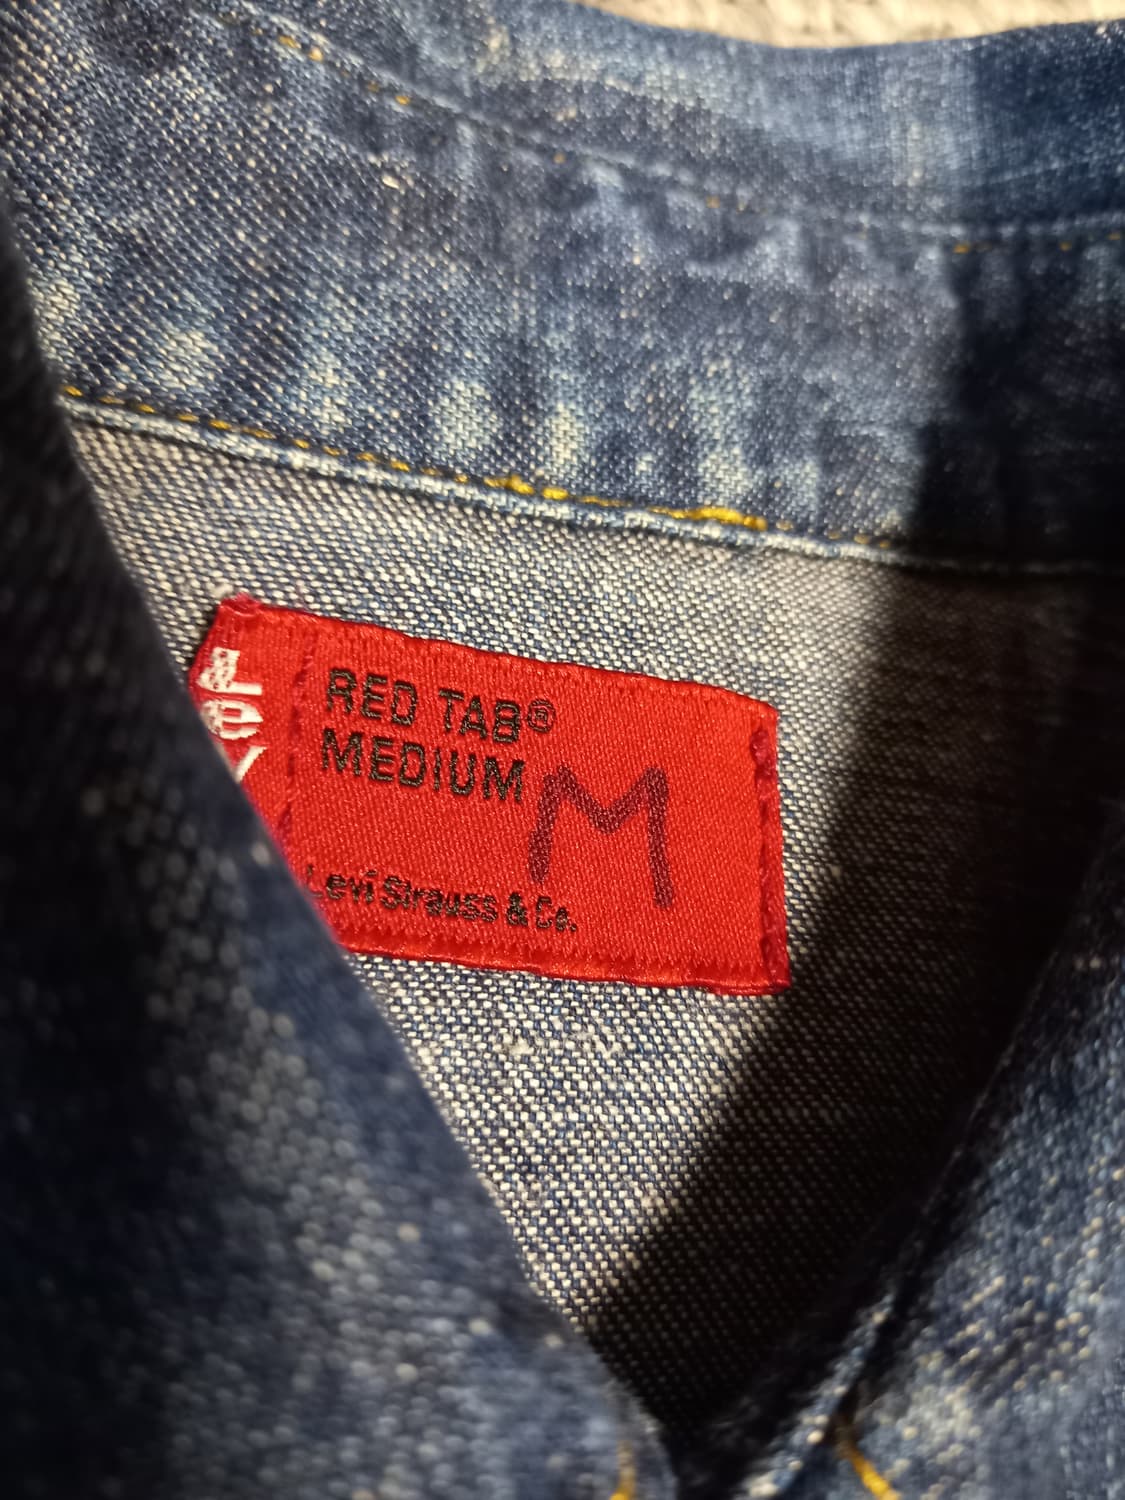 RED TAB®
MEDIUM
M
Levi Strauss & Co.